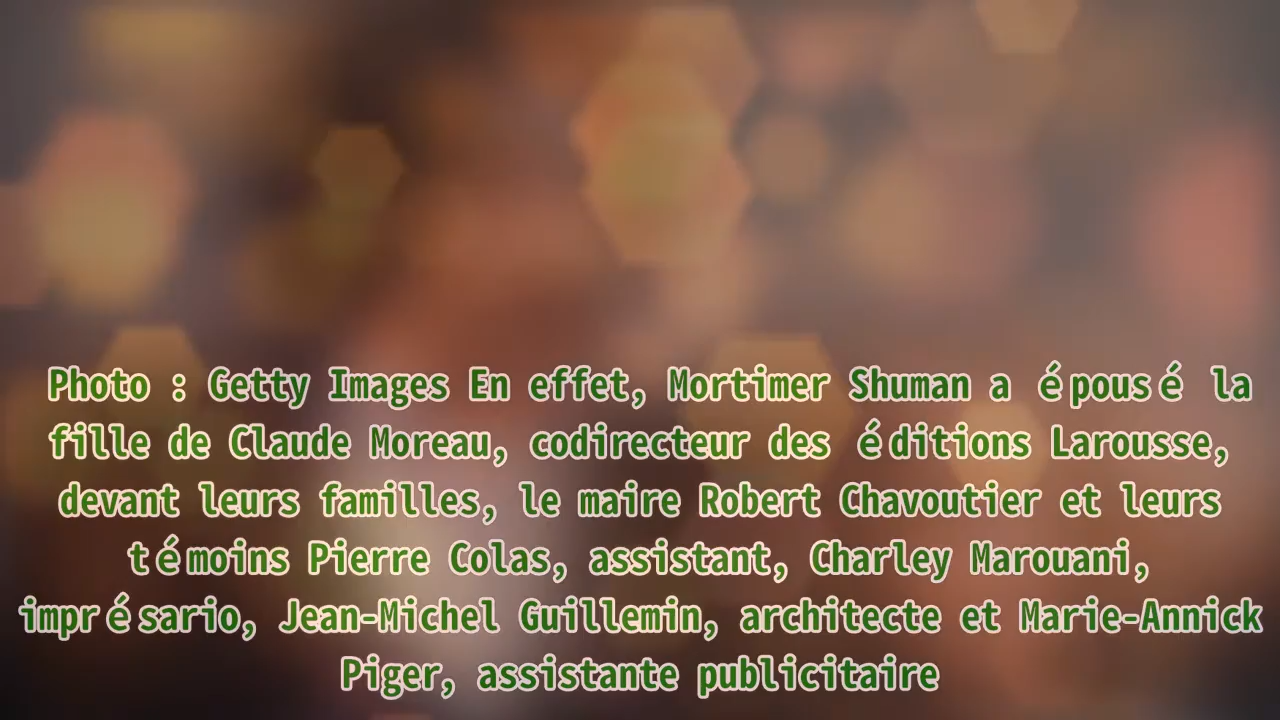 Photo : Getty Images En effet, Mortimer Shuman a épousé la
fille de Claude Moreau, codirecteur des éditions Larousse,
devant leurs familles, le maire Robert Chavoutier et leurs
témoins Pierre Colas, assistant, Charley Marouani,
imprésario, Jean-Michel Guillemin, architecte et Marie-Annick
Piger, assistante publicitaire